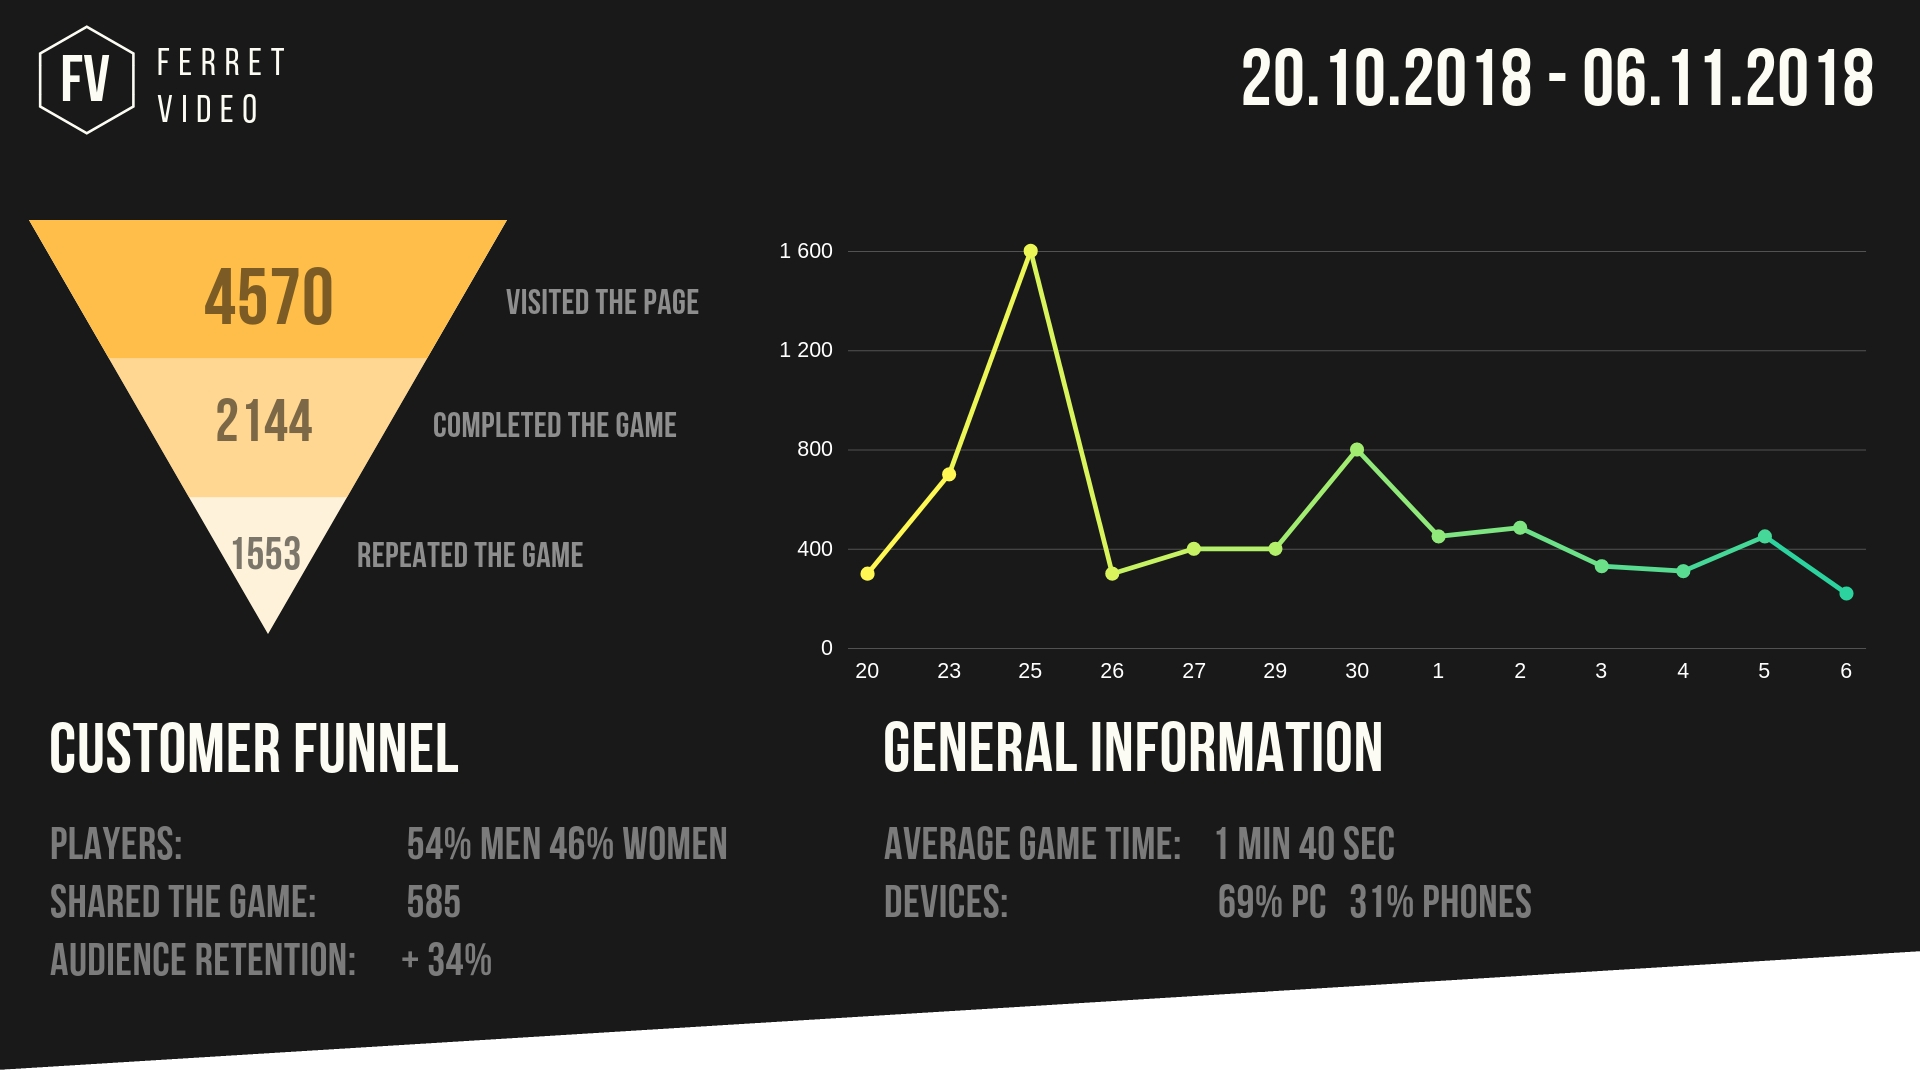 FV
FERRET
VIDEO
20.10.2018 - 06.11.2018
4570
VISITED THE PAGE
2144
COMPLETED THE GAME
1553
REPEATED THE GAME
1 600
1 200
800
400
0
20 23 25 26 27 29 30 1 2 3 4 5 6
CUSTOMER FUNNEL
PLAYERS: 54% MEN 46% WOMEN
SHARED THE GAME: 585
AUDIENCE RETENTION: + 34%
GENERAL INFORMATION
AVERAGE GAME TIME: 1 MIN 40 SEC
DEVICES: 69% PC 31% PHONES